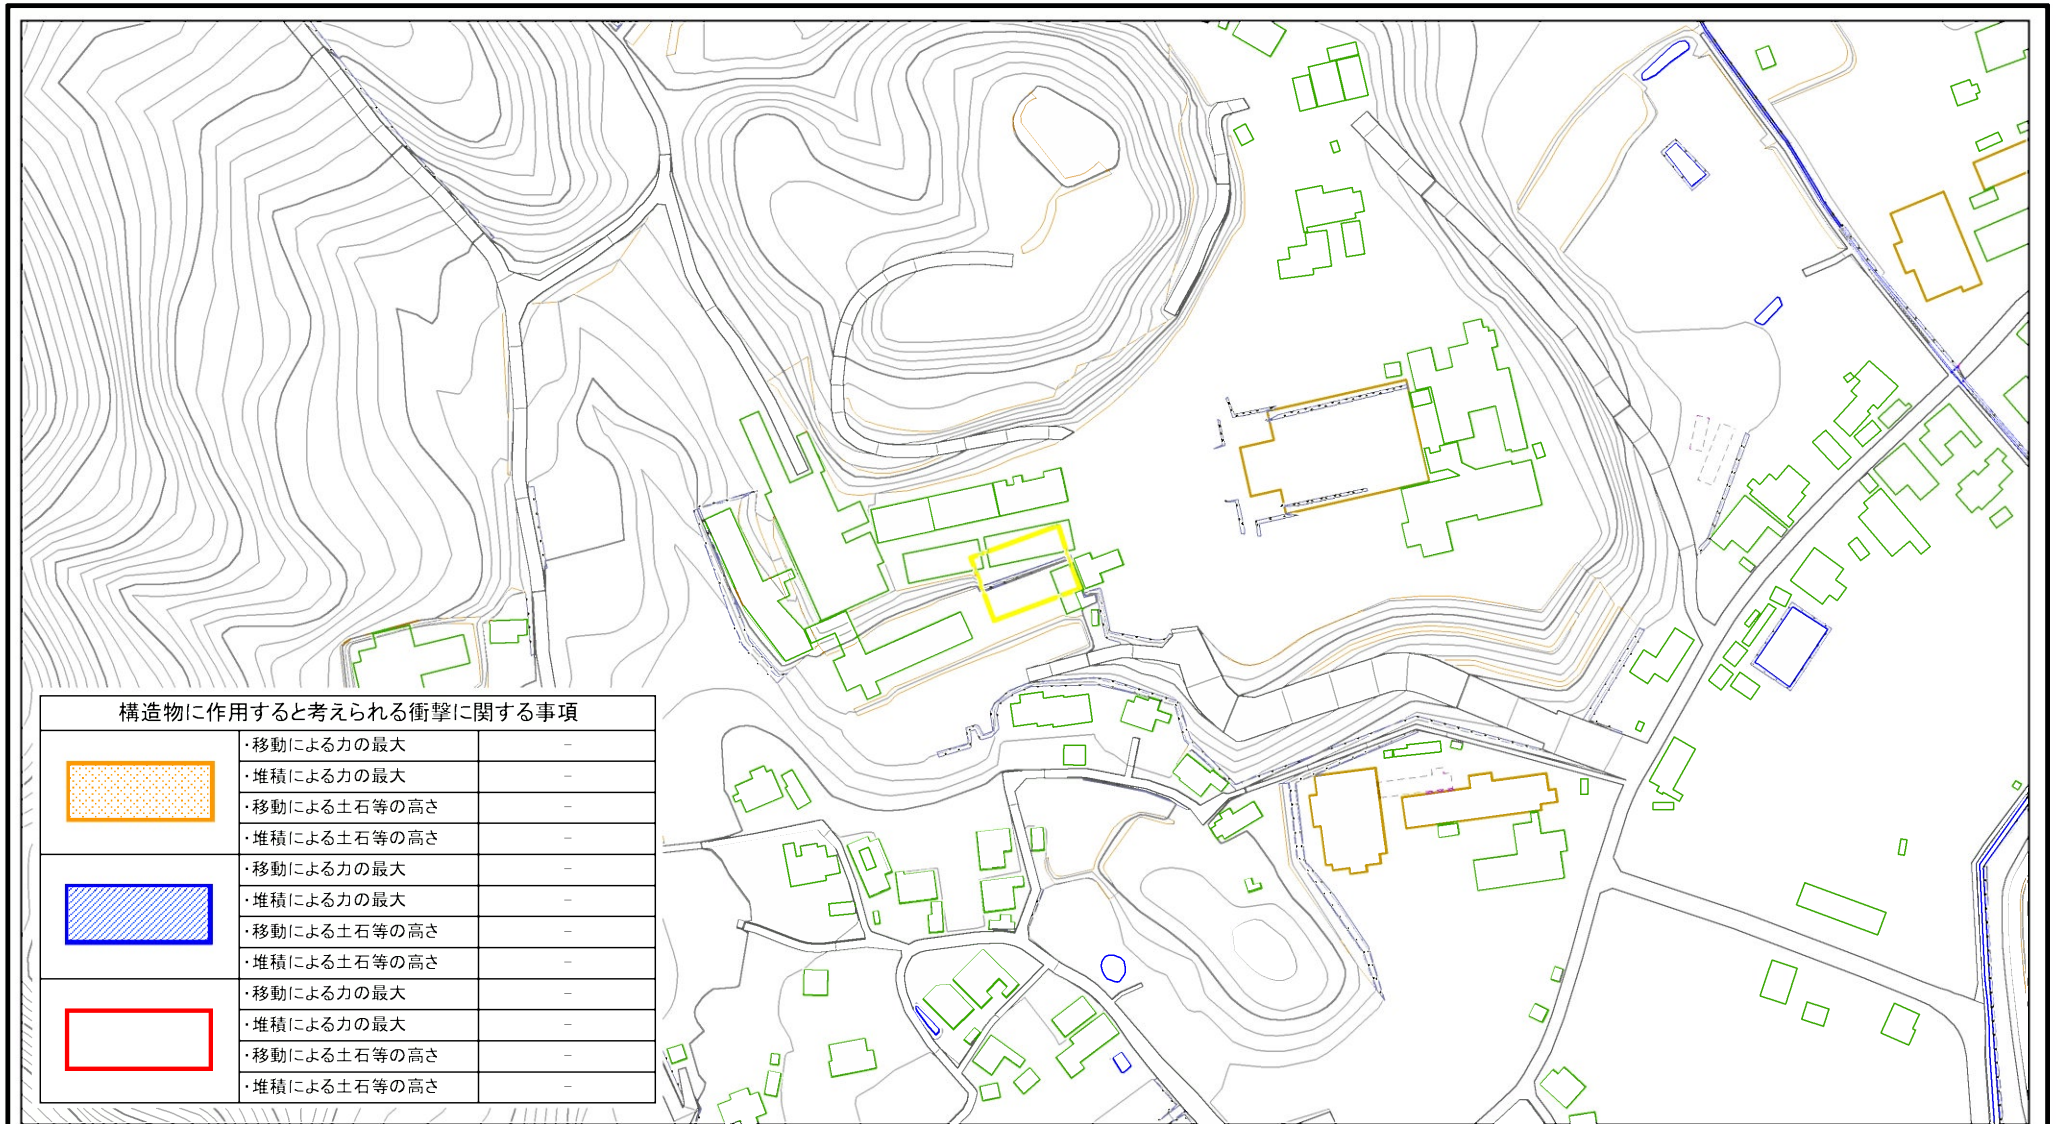 構造物に作用すると考えられる衝撃に関する事項
・移動による力の最大 －
・堆積による力の最大 －
・移動による土石等の高さ －
・堆積による土石等の高さ －
・移動による力の最大 －
・堆積による力の最大 －
・移動による土石等の高さ －
・堆積による土石等の高さ －
・移動による力の最大 －
・堆積による力の最大 －
・移動による土石等の高さ －
・堆積による土石等の高さ －